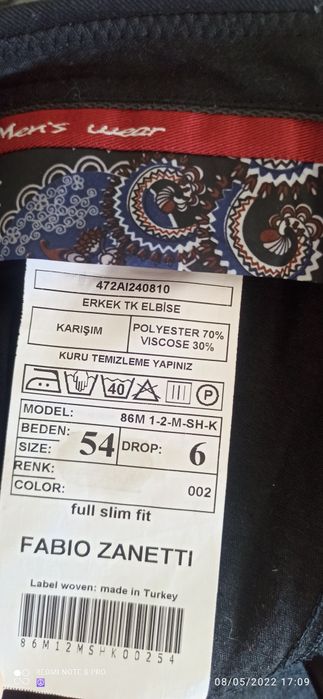 Men's wear
472AI240810
ERKEK TK ELBİSE
KARIŞIM
POLYESTER 70%
VISCOSE 30%
KURU TEMIZLEME YAPINIZ
40
P
MODEL: 86M 1-2-M-SH-K
BEDEN:
SIZE: 54 DROP: 6
RENK:
COLOR: 002
full slim fit
FABIO ZANETTI
Label woven: made in Turkey
86M12MSHK00254
REDMI NOTE 8 PRO
08/05/2022 17:09